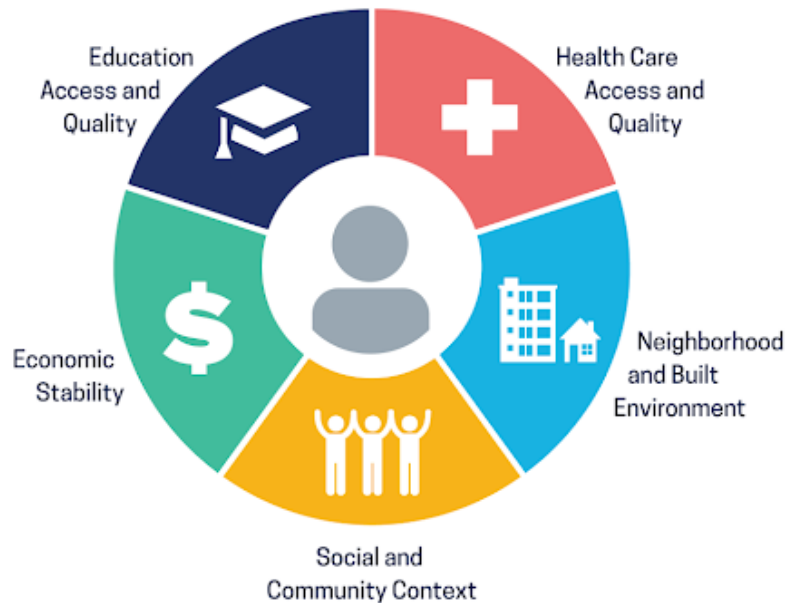 Education
Access and
Quality
Health Care
Access and
Quality
$
Economic
Stability
Neighborhood
and Built
Environment
Social and
Community Context